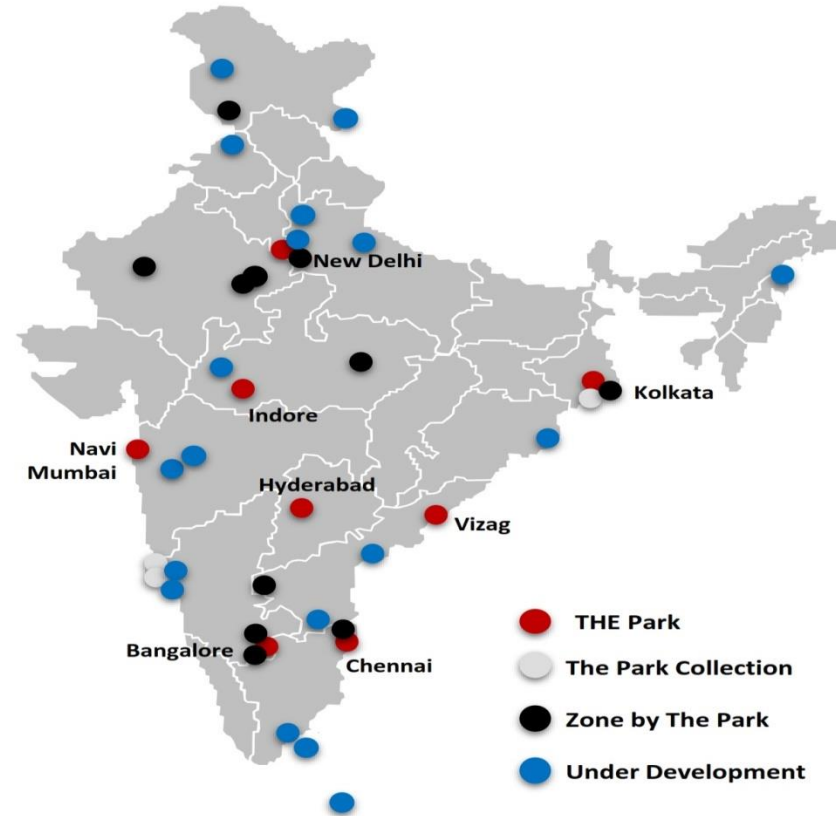 New Delhi
Kolkata
Indore
Navi
Mumbai
Hyderabad
Vizag
Bangalore
Chennai
THE Park
The Park Collection
Zone by The Park
Under Development